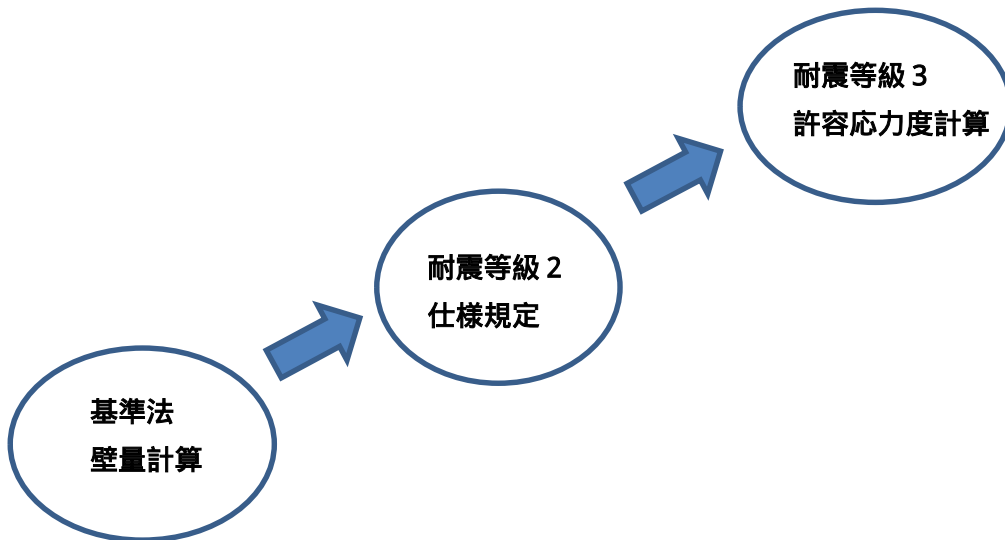 耐震等級３
許容応力度計算
耐震等級２
仕様規定
基準法
壁量計算